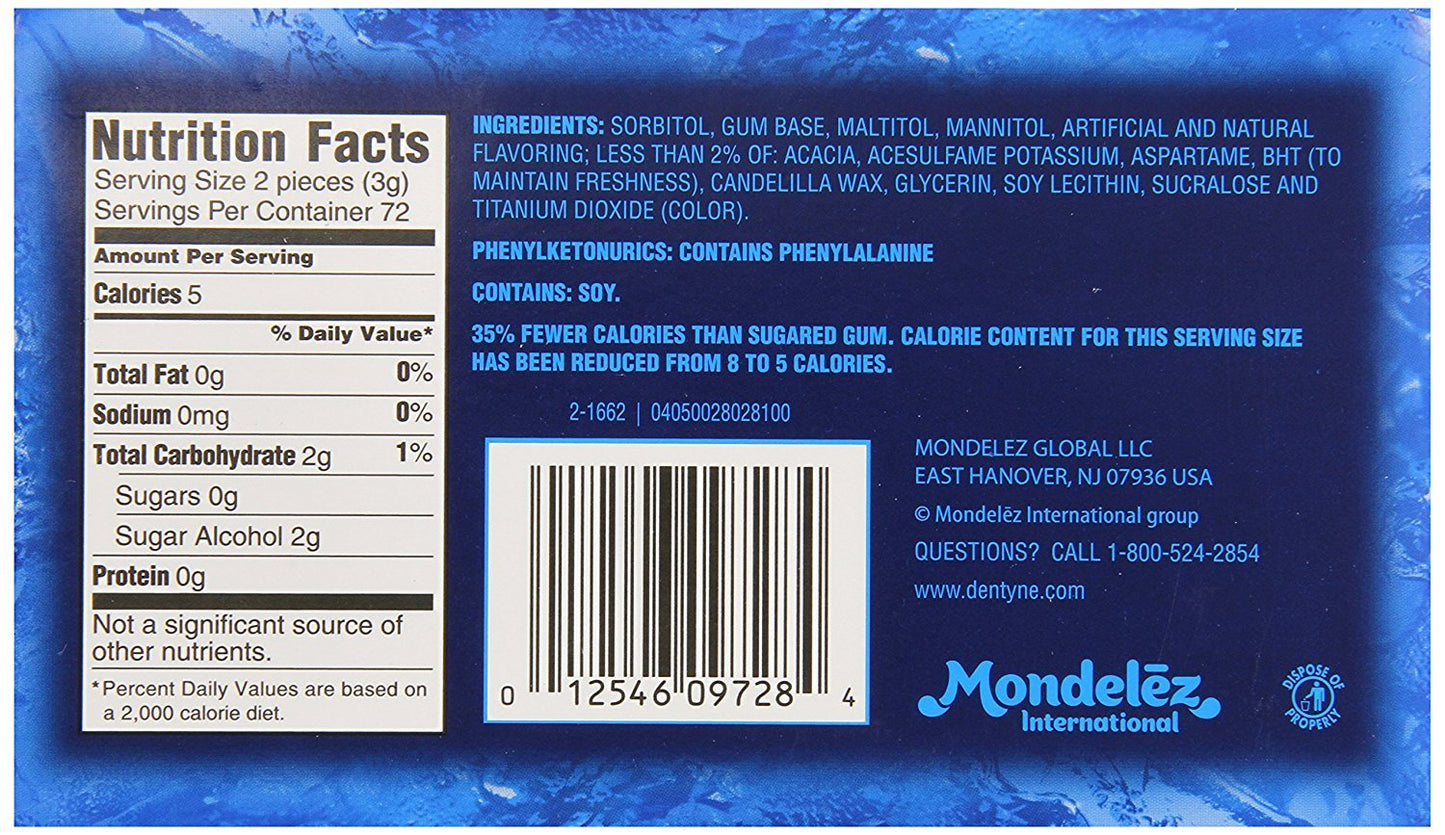 Nutrition Facts
Serving Size 2 pieces (3g)
Servings Per Container 72
Amount Per Serving
Calories 5
% Daily Value*
Total Fat 0g 0%
Sodium 0mg 0%
Total Carbohydrate 2g 1%
Sugars 0g
Sugar Alcohol 2g
Protein 0g
Not a significant source of
other nutrients.
*Percent Daily Values are based on
a 2,000 calorie diet.
INGREDIENTS: SORBITOL, GUM BASE, MALTITOL, MANNITOL, ARTIFICIAL AND NATURAL
FLAVORING; LESS THAN 2% OF: ACACIA, ACESULFAME POTASSIUM, ASPARTAME, BHT (TO
MAINTAIN FRESHNESS), CANDELILLA WAX, GLYCERIN, SOY LECITHIN, SUCRALOSE AND
TITANIUM DIOXIDE (COLOR).
PHENYLKETONURICS: CONTAINS PHENYLALANINE
CONTAINS: SOY.
35% FEWER CALORIES THAN SUGARED GUM. CALORIE CONTENT FOR THIS SERVING SIZE
HAS BEEN REDUCED FROM 8 TO 5 CALORIES.
2-1662 | 04050028028100
0 12546 09728 4
MONDELEZ GLOBAL LLC
EAST HANOVER, NJ 07936 USA
© Mondelēz International group
QUESTIONS? CALL 1-800-524-2854
www.dentyne.com
Mondelēz
International
DISPOSE OF
PROPERLY